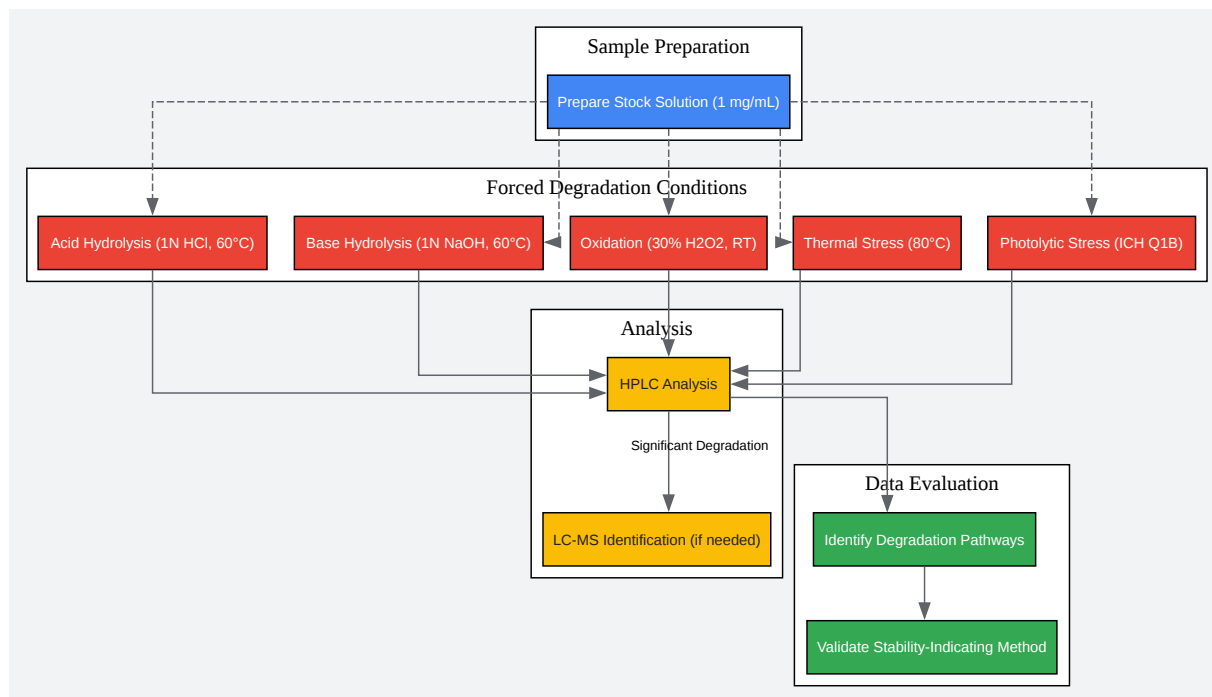 Sample Preparation
Prepare Stock Solution (1 mg/mL)
Forced Degradation Conditions
Acid Hydrolysis (1N HCl, 60°C)
Base Hydrolysis (1N NaOH, 60°C)
Oxidation (30% H2O2, RT)
Thermal Stress (80°C)
Photolytic Stress (ICH Q1B)
Analysis
HPLC Analysis
Significant Degradation
LC-MS Identification (if needed)
Data Evaluation
Identify Degradation Pathways
Validate Stability-Indicating Method